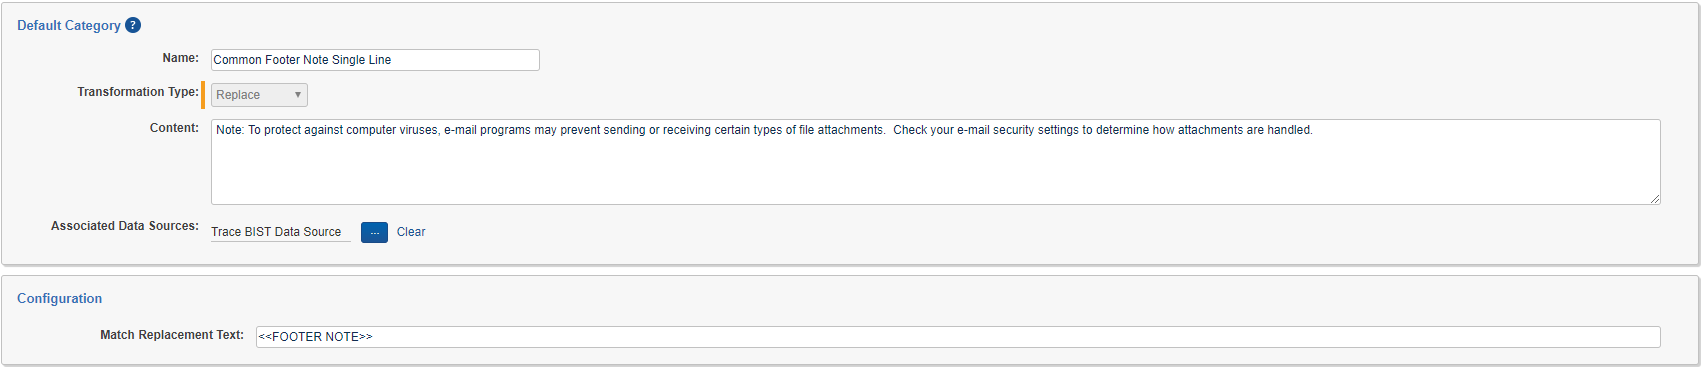 Default Category ?
Name: Common Footer Note Single Line
Transformation Type: Replace
Content: Note: To protect against computer viruses, e-mail programs may prevent sending or receiving certain types of file attachments.  Check your e-mail security settings to determine how attachments are handled.
Associated Data Sources: Trace BIST Data Source ... Clear
Configuration
Match Replacement Text: <<FOOTER NOTE>>